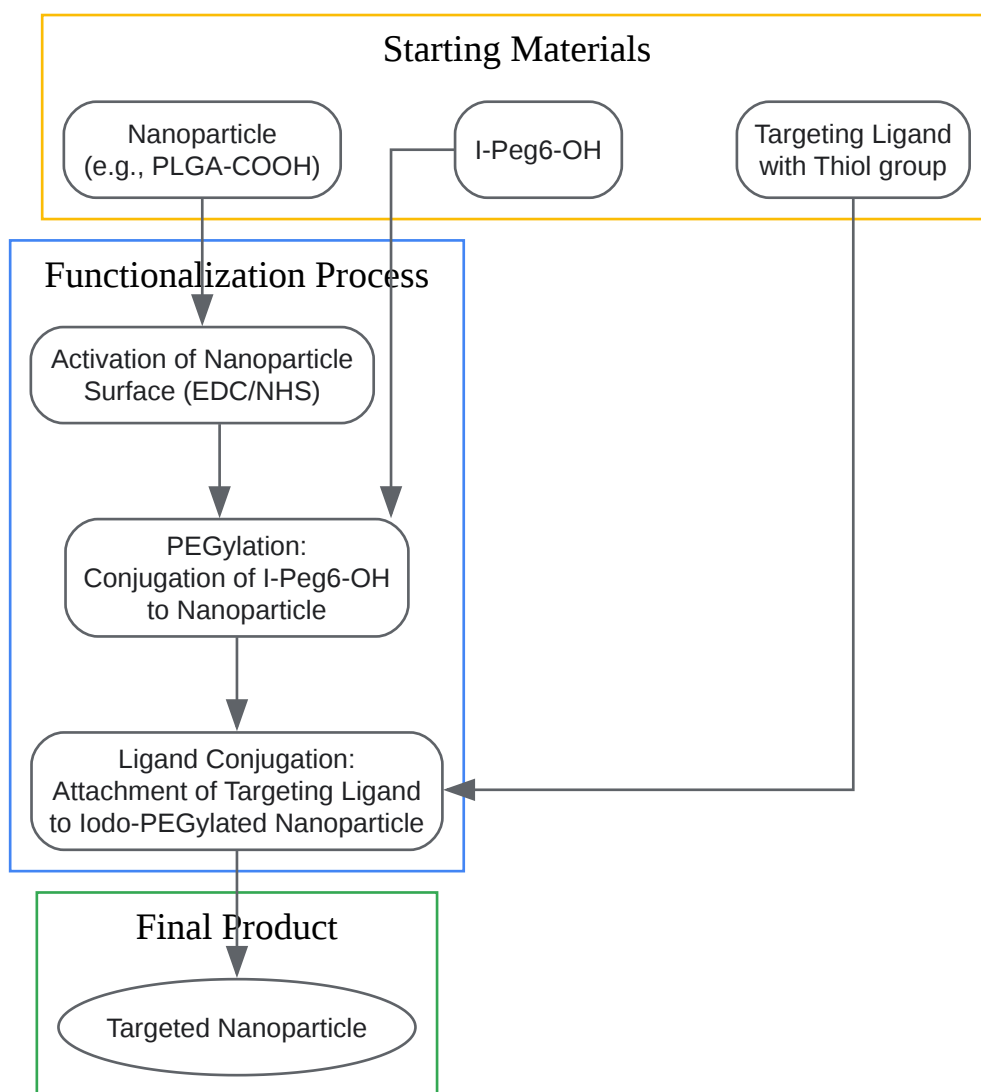 Starting Materials
Nanoparticle
(e.g., PLGA-COOH)
I-Peg6-OH
Targeting Ligand
with Thiol group
Functionalization Process
Activation of Nanoparticle
Surface (EDC/NHS)
PEGylation:
Conjugation of I-Peg6-OH
to Nanoparticle
Ligand Conjugation:
Attachment of Targeting Ligand
to Iodo-PEGylated Nanoparticle
Final Product
Targeted Nanoparticle